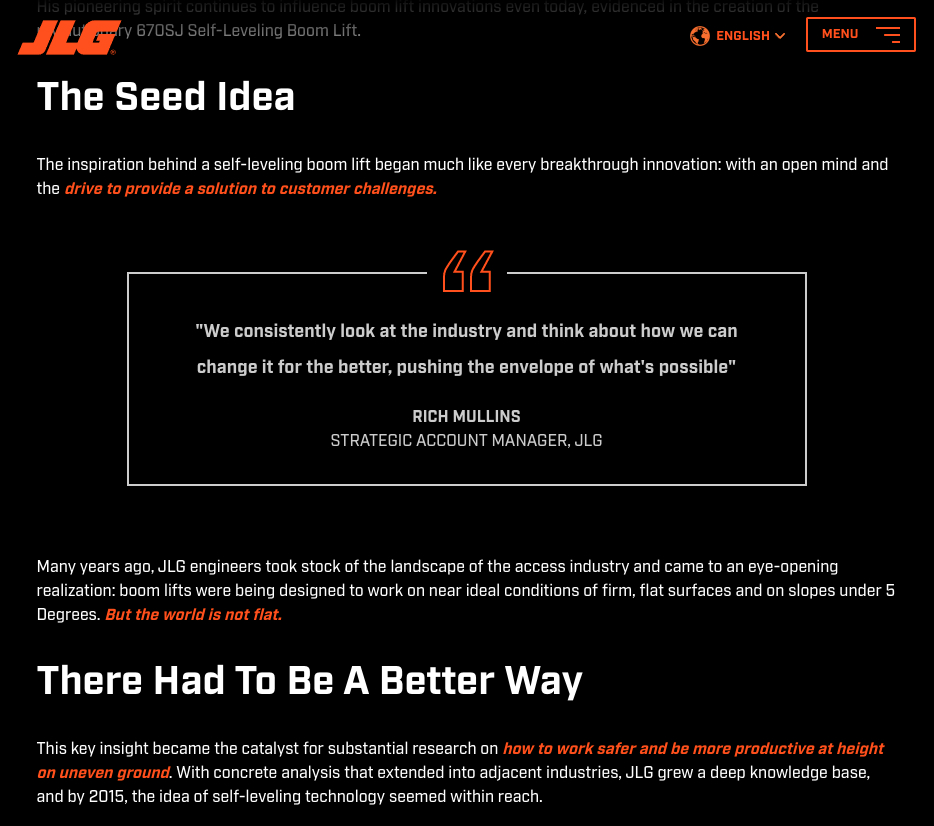 His pioneering spirit continues to influence boom lift innovations even today, evidenced in the creation of the
670SJ Self-Leveling Boom Lift.
JLG
ENGLISH
MENU
The Seed Idea
The inspiration behind a self-leveling boom lift began much like every breakthrough innovation: with an open mind and
the drive to provide a solution to customer challenges.
"We consistently look at the industry and think about how we can
change it for the better, pushing the envelope of what's possible"
RICH MULLINS
STRATEGIC ACCOUNT MANAGER, JLG
Many years ago, JLG engineers took stock of the landscape of the access industry and came to an eye-opening
realization: boom lifts were being designed to work on near ideal conditions of firm, flat surfaces and on slopes under 5
Degrees. But the world is not flat.
There Had To Be A Better Way
This key insight became the catalyst for substantial research on how to work safer and be more productive at height
on uneven ground. With concrete analysis that extended into adjacent industries, JLG grew a deep knowledge base,
and by 2015, the idea of self-leveling technology seemed within reach.